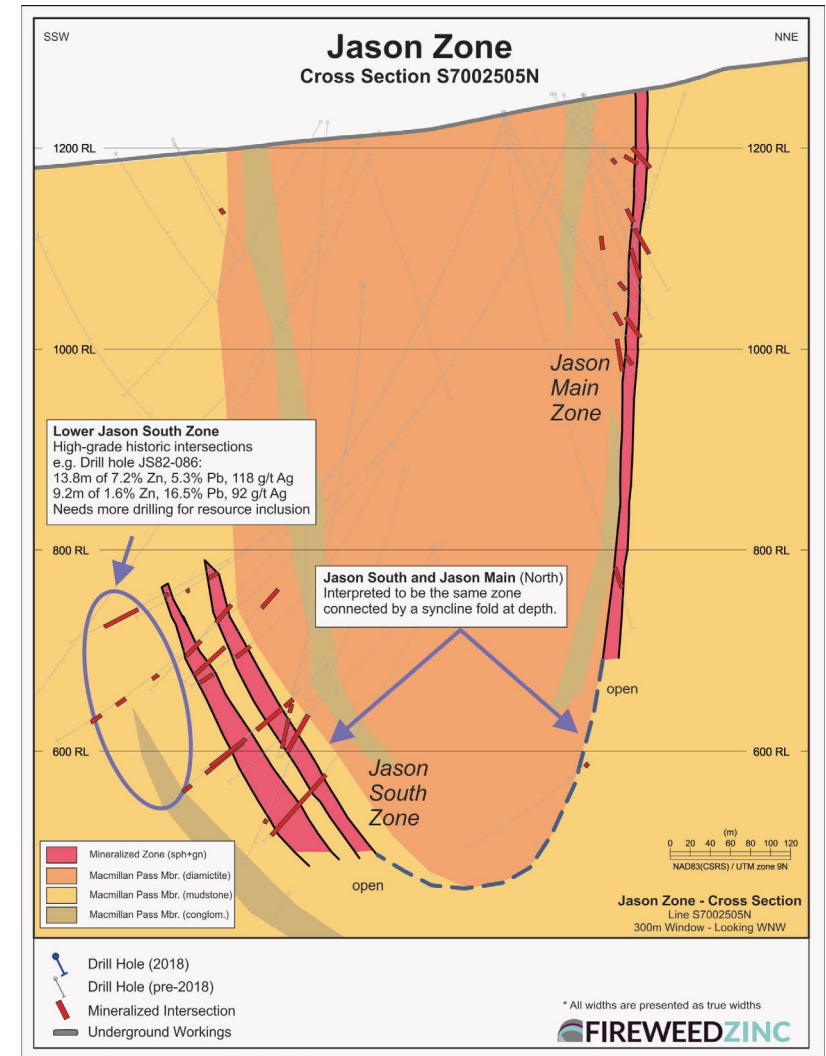 SSW
Jason Zone
NNE
Cross Section S7002505N
1200 RL
1200 RL
1000 RL
1000 RL
Jason
Main
Zone
Lower Jason South Zone
High-grade historic intersections
e.g. Drill hole JS82-086:
13.8m of 7.2% Zn, 5.3% Pb, 118 g/t Ag
9.2m of 1.6% Zn, 16.5% Pb, 92 g/t Ag
Needs more drilling for resource inclusion
800 RL
800 RL
Jason South and Jason Main (North)
Interpreted to be the same zone
connected by a syncline fold at depth.
open
600 RL
600 RL
Jason
South
Zone
open
(m)
0 20 40 60 80 100 120
NAD83(CSRS) / UTM zone 9N
Mineralized Zone (sph+gn)
Macmillan Pass Mbr. (diamictite)
Macmillan Pass Mbr. (mudstone)
Macmillan Pass Mbr. (conglom.)
Jason Zone - Cross Section
Line S7002505N
300m Window - Looking WNW
Drill Hole (2018)
Drill Hole (pre-2018)
Mineralized Intersection
Underground Workings
* All widths are presented as true widths
FIREWEEDZINC